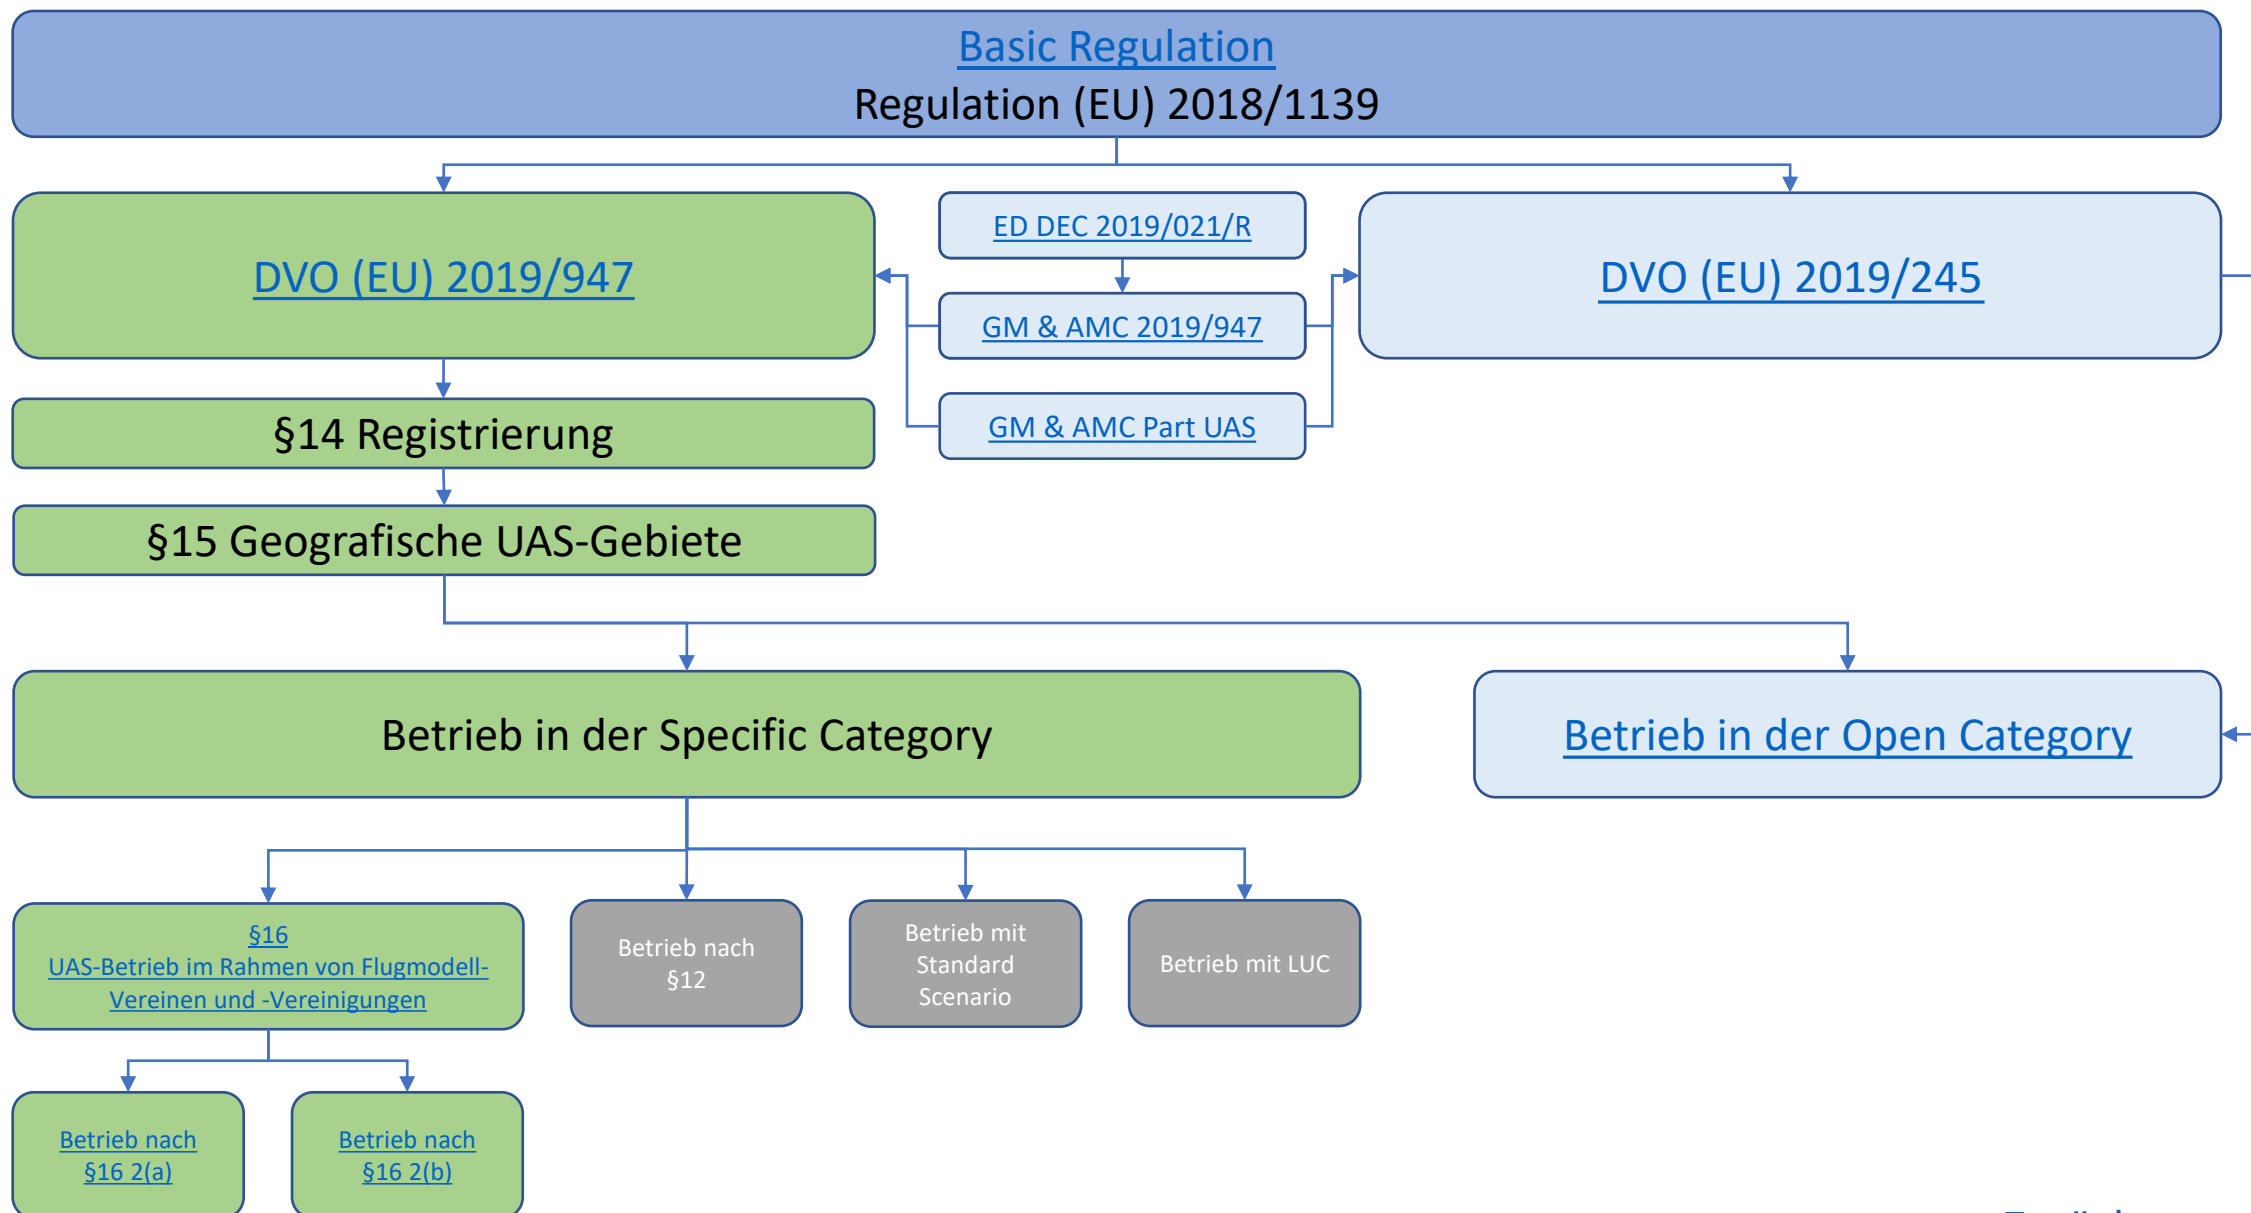 Basic Regulation
Regulation (EU) 2018/1139
DVO (EU) 2019/947
ED DEC 2019/021/R
GM & AMC 2019/947
GM & AMC Part UAS
DVO (EU) 2019/245
§14 Registrierung
§15 Geografische UAS-Gebiete
Betrieb in der Specific Category
Betrieb in der Open Category
§16
UAS-Betrieb im Rahmen von Flugmodell-
Vereinen und -Vereinigungen
Betrieb nach
§12
Betrieb mit
Standard
Scenario
Betrieb mit LUC
Betrieb nach
§16 2(a)
Betrieb nach
§16 2(b)